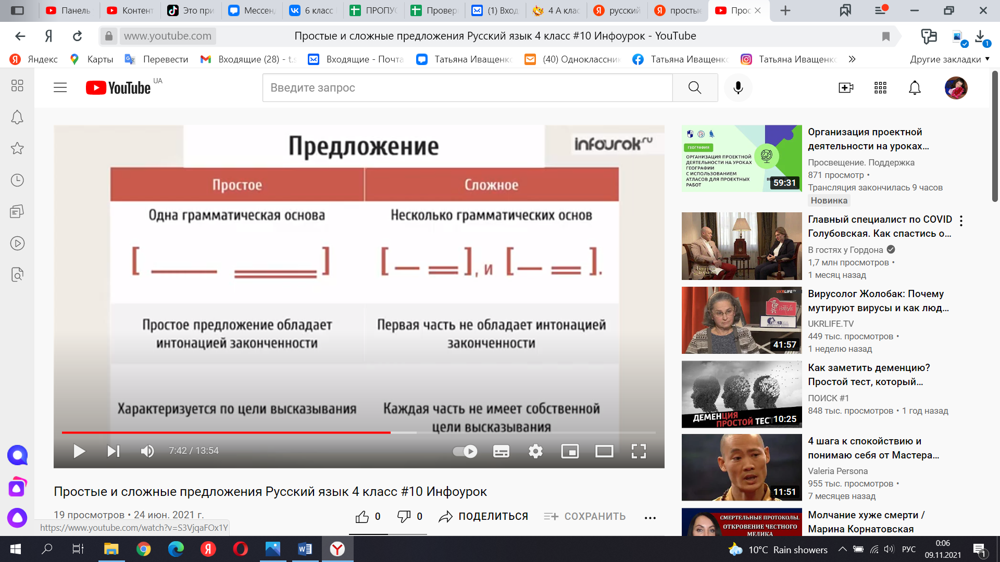 Панель
Контент
Это при
Мессенд
6 класс
ПРОПУС
Провер
(1) Вход
4 А клас
русский
простые
Прос
www.youtube.com
Простые и сложные предложения Русский язык 4 класс #10 Инфоурок - YouTube
Яндекс
Карты
Перевести
Входящие (28) - t.s
Входящие - Почта
Татьяна Иващенко
(40) Одноклассник
Татьяна Иващенко
Татьяна Иващенко
Другие закладки
YouTube UA
Введите запрос
Предложение
infourok.ru
Простое
Сложное
Одна грамматическая основа
Несколько грамматических основ
[ ___ ___ ]
[ — = ], и [ — = ].
Простое предложение обладает
интонацией законченности
Первая часть не обладает интонацией
законченности
Характеризуется по цели высказывания
Каждая часть не имеет собственной
цели высказывания
7:42 / 13:54
Простые и сложные предложения Русский язык 4 класс #10 Инфоурок
19 просмотров • 24 июн. 2021 г.
0
0
ПОДЕЛИТЬСЯ
СОХРАНИТЬ
https://www.youtube.com/watch?v=S3VjqaFOx1Y
ГЕОГРАФИЯ
ОРГАНИЗАЦИЯ ПРОЕКТНОЙ
ДЕЯТЕЛЬНОСТИ НА УРОКАХ
ГЕОГРАФИИ
С ИСПОЛЬЗОВАНИЕМ
АТЛАСОВ ДЛЯ ПРОЕКТНЫХ
РАБОТ
59:31
Организация проектной
деятельности на уроках...
Просвещение. Поддержка
871 просмотр •
Трансляция закончилась 9 часов
Новинка
Главный специалист по COVID
Голубовская. Как спастись о...
В гостях у Гордона
1,7 млн просмотров •
1 месяц назад
UKRLIFE TV
41:57
Вирусолог Жолобак: Почему
мутируют вирусы и как люд...
UKRLIFE.TV
449 тыс. просмотров •
1 неделю назад
ДЕМЕНЦИЯ
ПРОСТОЙ ТЕСТ
10:25
Как заметить деменцию?
Простой тест, который...
ПОИСК #1
848 тыс. просмотров • 1 год назад
11:51
4 шага к спокойствию и
понимаю себя от Мастера...
Valeria Persona
955 тыс. просмотров •
7 месяцев назад
СМЕРТЕЛЬНЫЕ ПРОТОКОЛЫ.
ОТКРОВЕНИЕ ЧЕСТНОГО
МЕДИКА
Молчание хуже смерти /
Марина Корнатовская
10°C Rain showers
РУС
0:06
09.11.2021
1